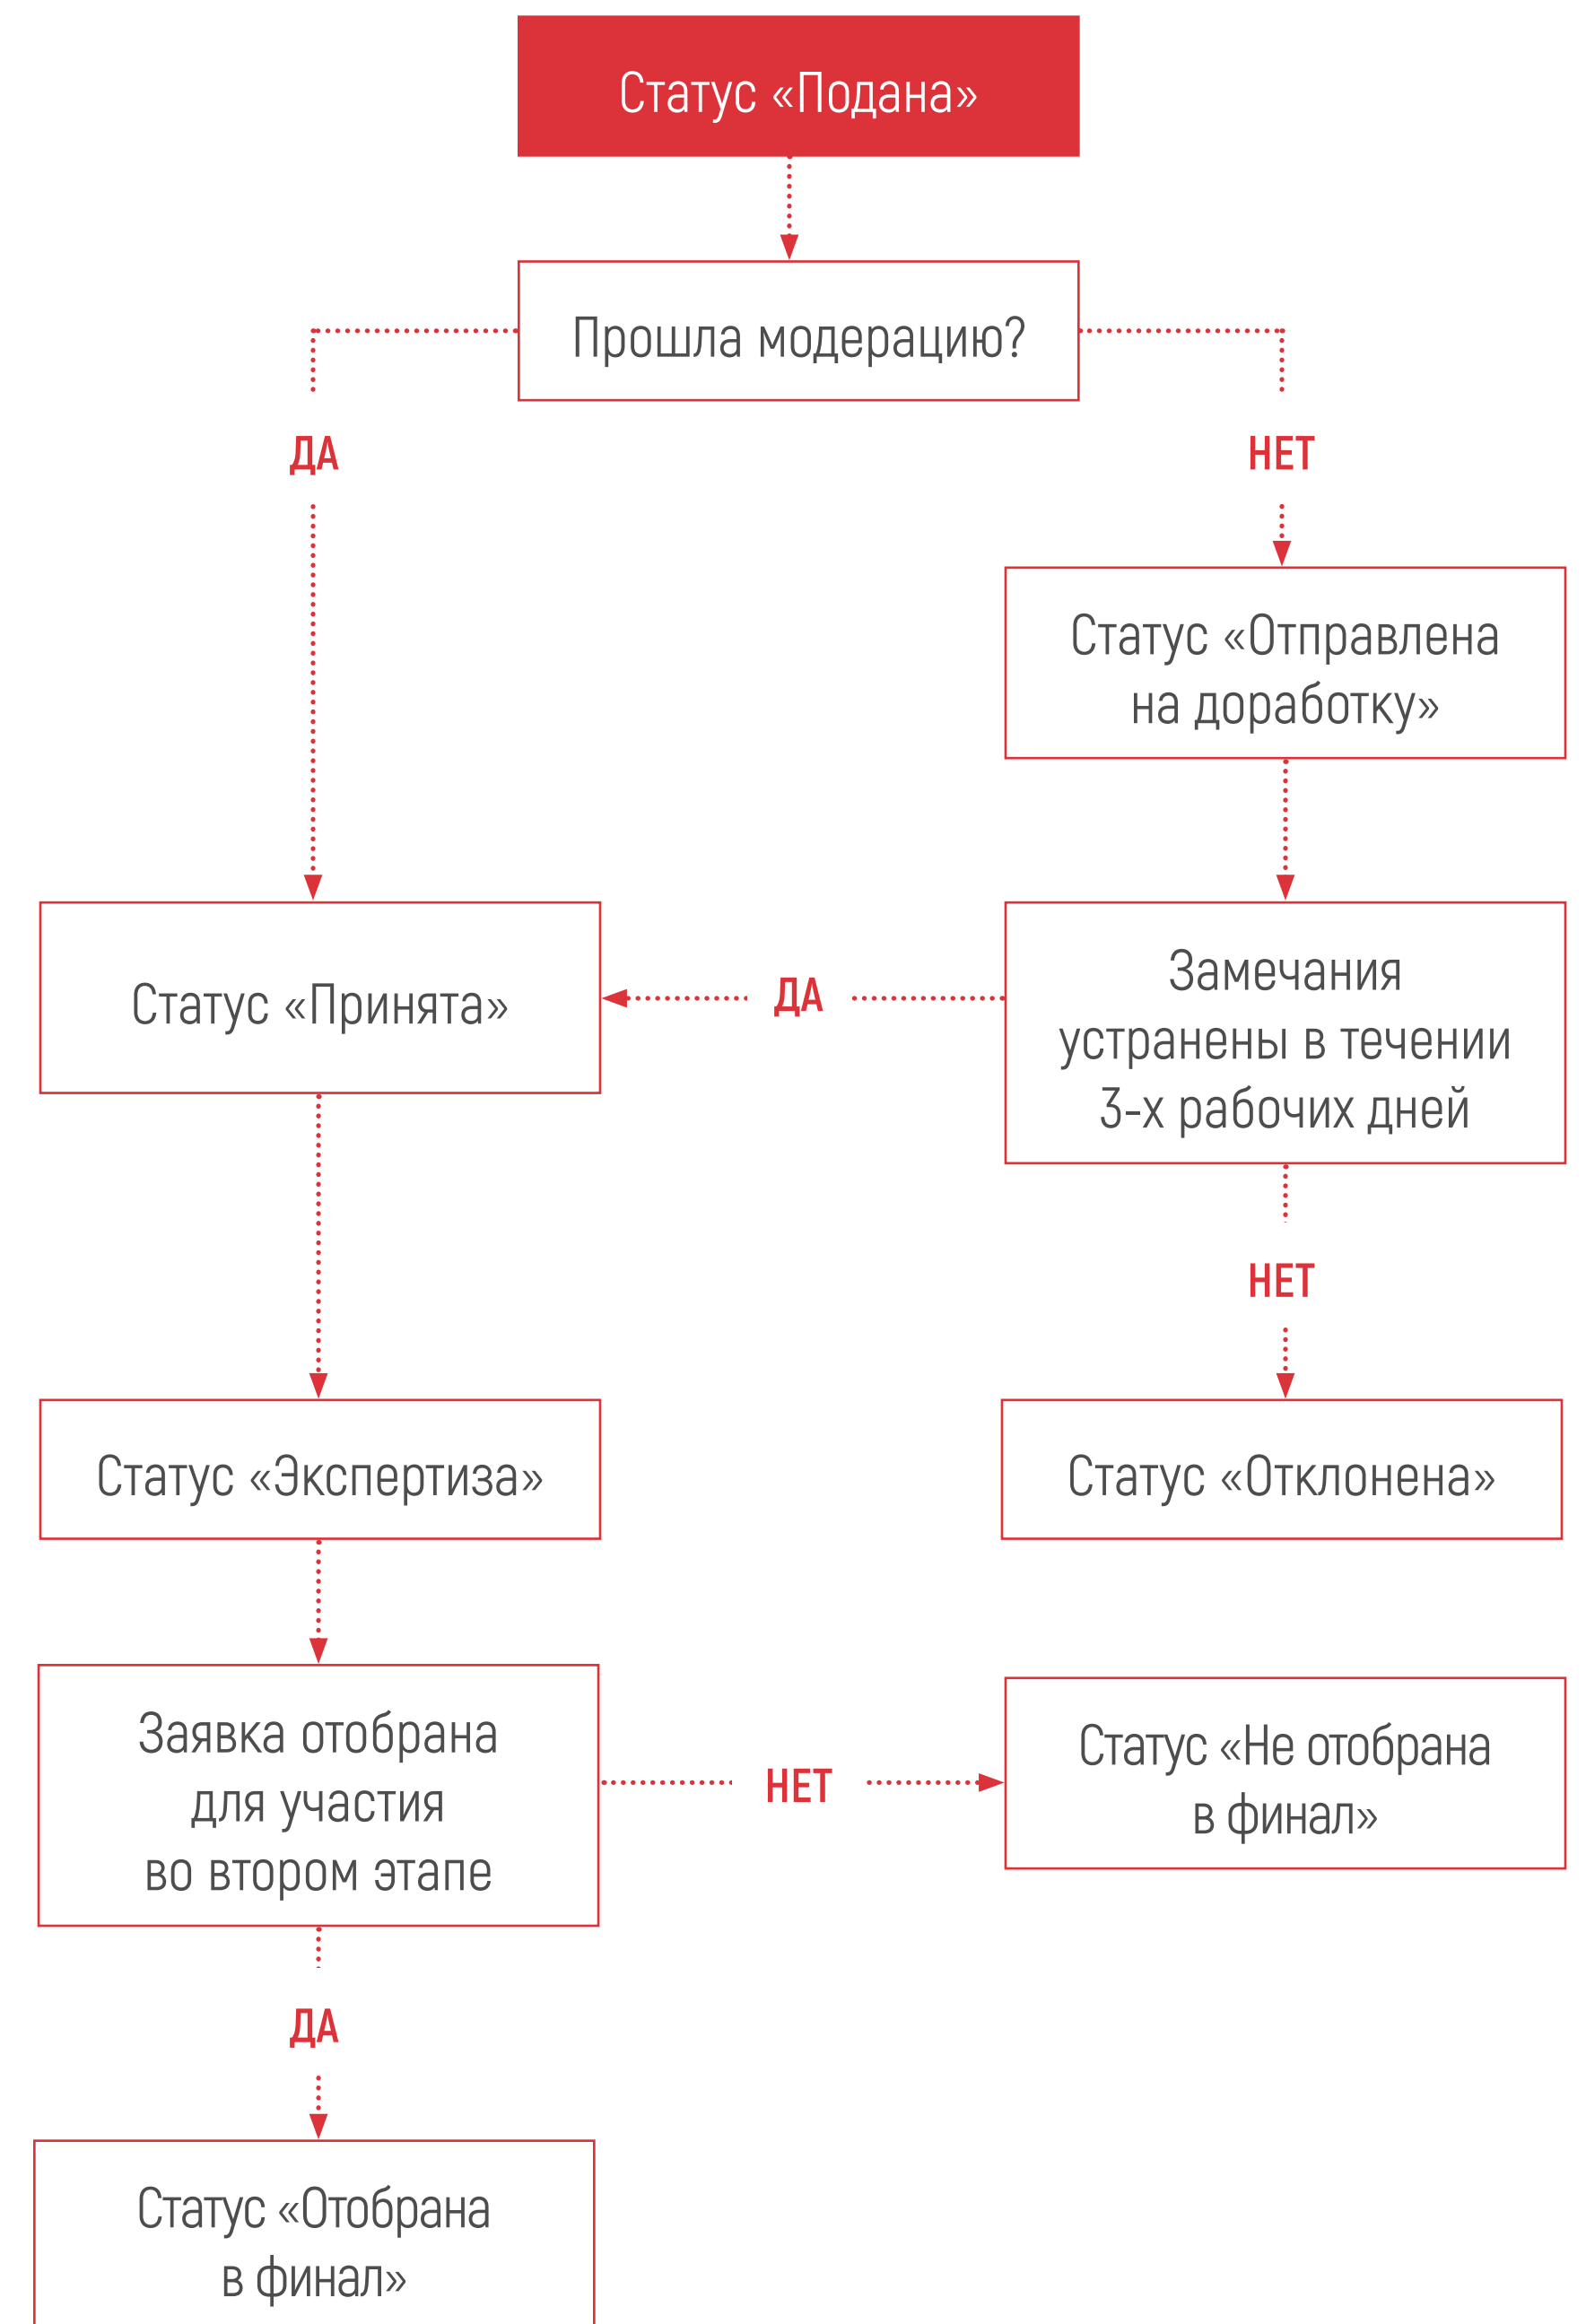 Статус «Подана»
Прошла модерацию?
ДА
НЕТ
Статус «Отправлена
на доработку»
Статус «Принята»
ДА
Замечания
устранены в течении
3-х рабочих дней
НЕТ
Статус «Экспертиза»
Статус «Отклонена»
Заявка отобрана
для участия
во втором этапе
НЕТ
Статус «Не отобрана
в финал»
ДА
Статус «Отобрана
в финал»